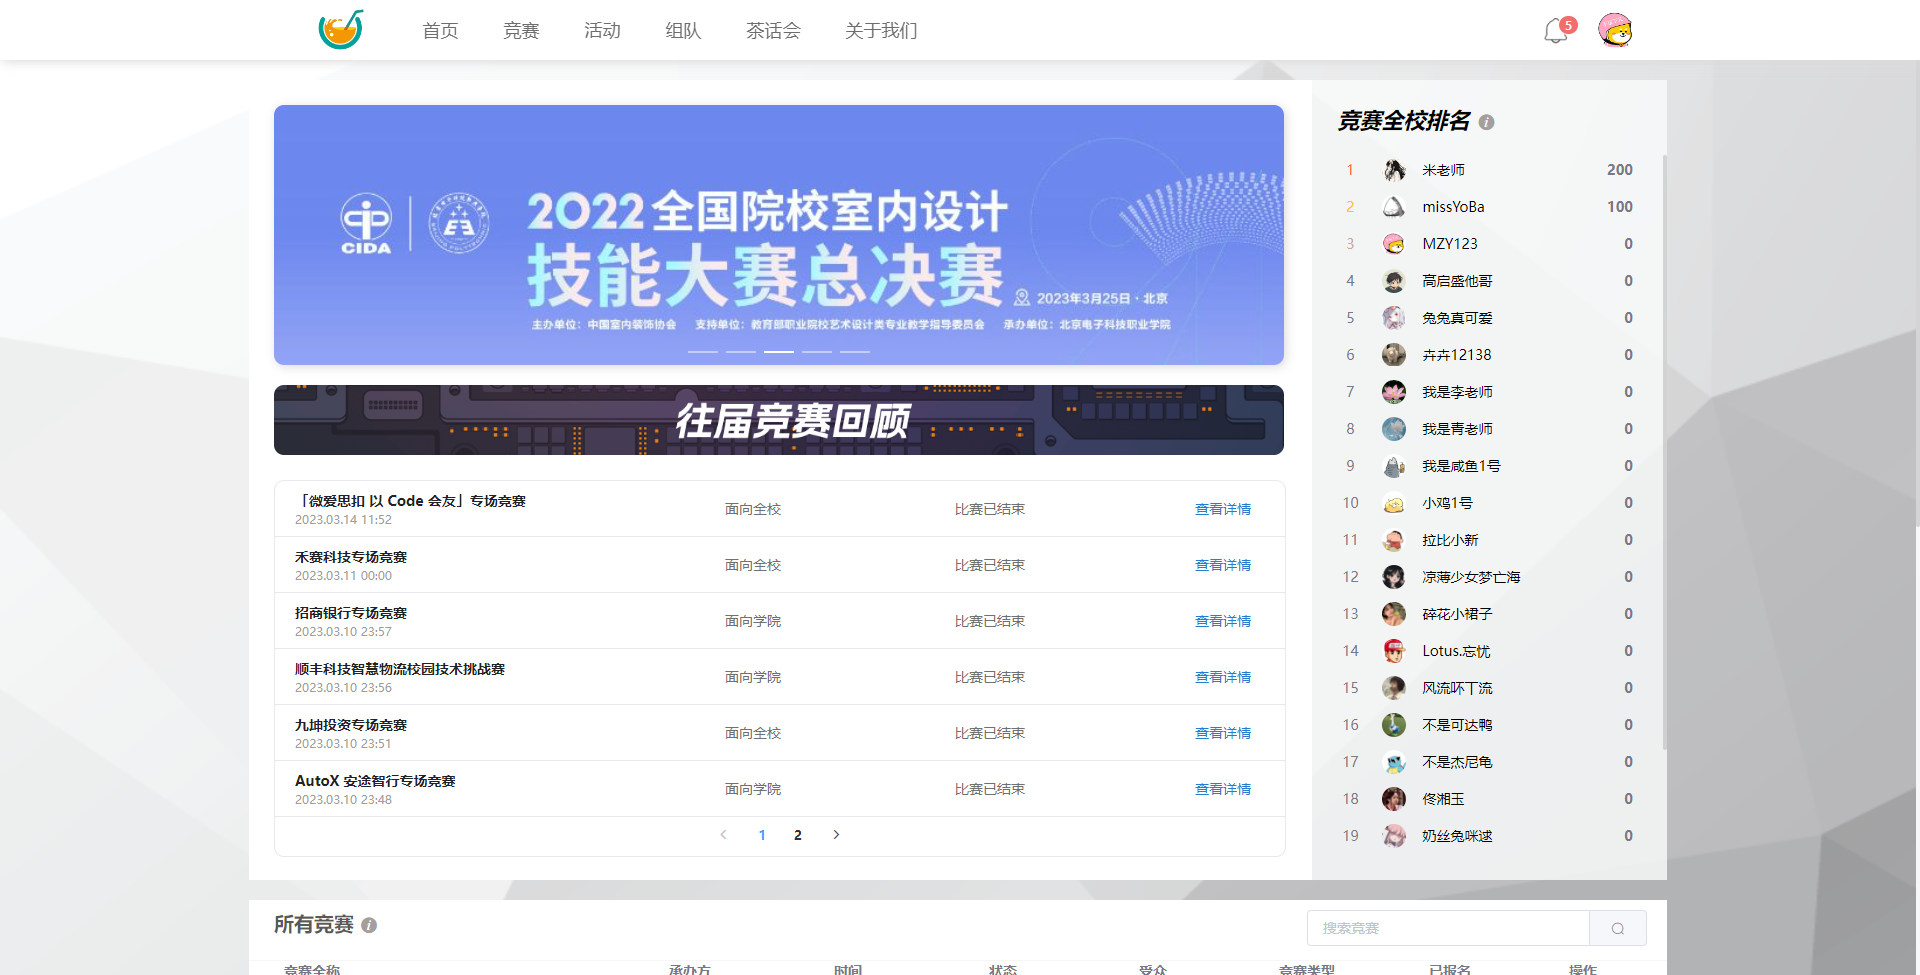 首页 竞赛 活动 组队 茶话会 关于我们 5
CIDA
2022全国院校室内设计
技能大赛总决赛
2023年3月25日·北京
主办单位：中国室内装饰协会 支持单位：教育部职业院校艺术设计类专业教学指导委员会 承办单位：北京电子科技职业学院
往届竞赛回顾
「微爱思扣 以 Code 会友」专场竞赛 面向全校 比赛已结束 查看详情
2023.03.14 11:52
禾赛科技专场竞赛 面向全校 比赛已结束 查看详情
2023.03.11 00:00
招商银行专场竞赛 面向学院 比赛已结束 查看详情
2023.03.10 23:57
顺丰科技智慧物流校园技术挑战赛 面向学院 比赛已结束 查看详情
2023.03.10 23:56
九坤投资专场竞赛 面向全校 比赛已结束 查看详情
2023.03.10 23:51
AutoX 安途智行专场竞赛 面向学院 比赛已结束 查看详情
2023.03.10 23:48
1 2
竞赛全校排名
1 米老师 200
2 missYoBa 100
3 MZY123 0
4 高启盛他哥 0
5 兔兔真可爱 0
6 卉卉12138 0
7 我是李老师 0
8 我是青老师 0
9 我是咸鱼1号 0
10 小鸡1号 0
11 拉比小新 0
12 凉薄少女梦亡海 0
13 碎花小裙子 0
14 Lotus.忘忧 0
15 风流吥丅流 0
16 不是可达鸭 0
17 不是杰尼龟 0
18 佟湘玉 0
19 奶丝兔咪逑 0
所有竞赛
搜索竞赛
竞赛全称 承办方 时间 状态 受众 竞赛类型 已报名 操作